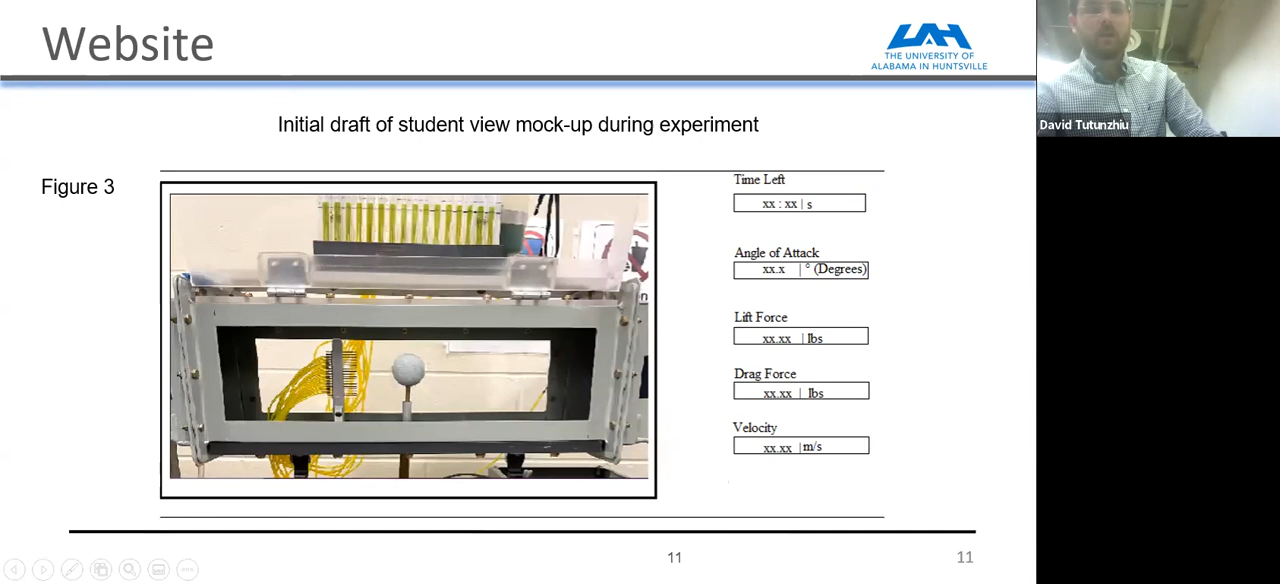 Website
THE UNIVERSITY OF
ALABAMA IN HUNTSVILLE
David Tutunzhiu
Initial draft of student view mock-up during experiment
Figure 3
Time Left
xx : xx | s
Angle of Attack
xx.x | ° (Degrees)
Lift Force
xx.xx | lbs
Drag Force
xx.xx | lbs
Velocity
xx.xx | m/s
11
11